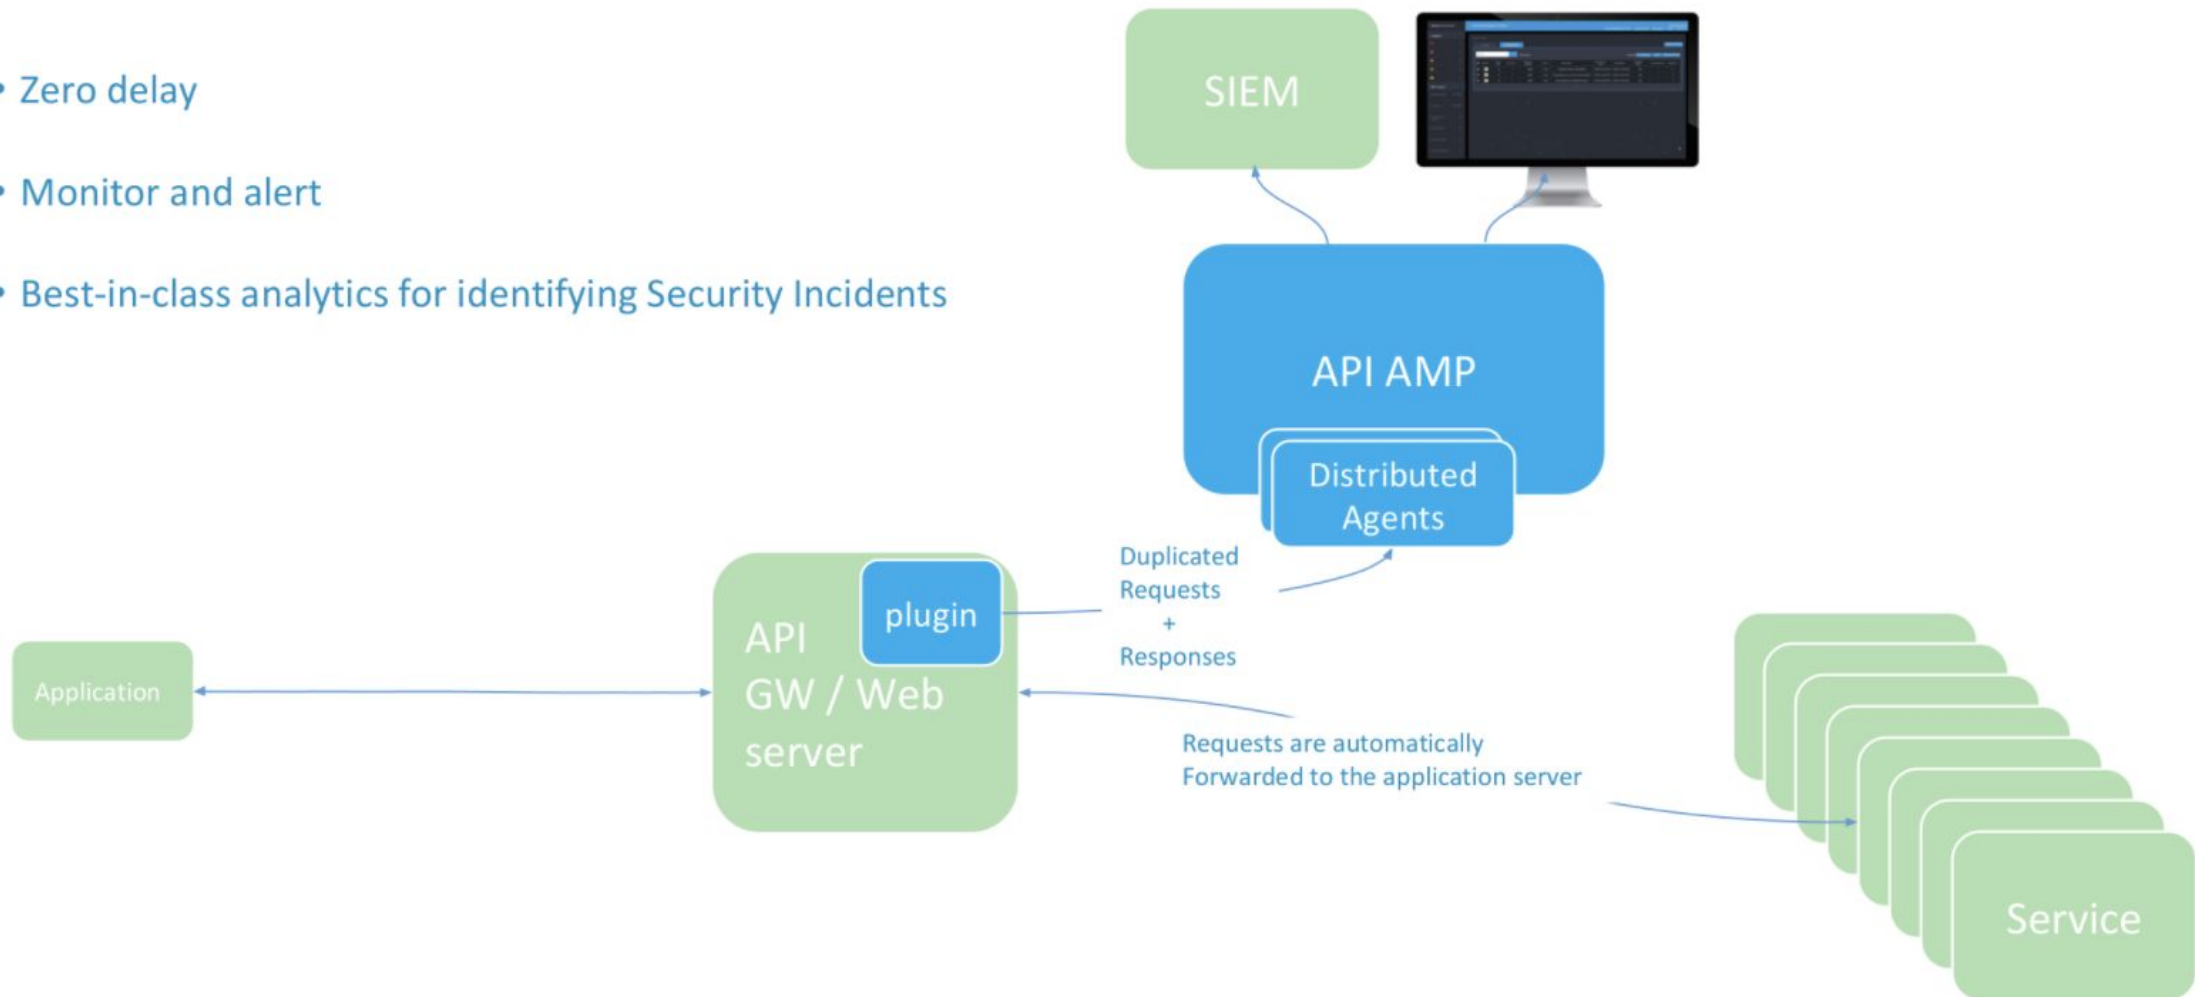 • Zero delay
• Monitor and alert
• Best-in-class analytics for identifying Security Incidents
SIEM
API AMP
Distributed
Agents
Duplicated
Requests
+
Responses
plugin
API
GW / Web
server
Application
Requests are automatically
Forwarded to the application server
Service